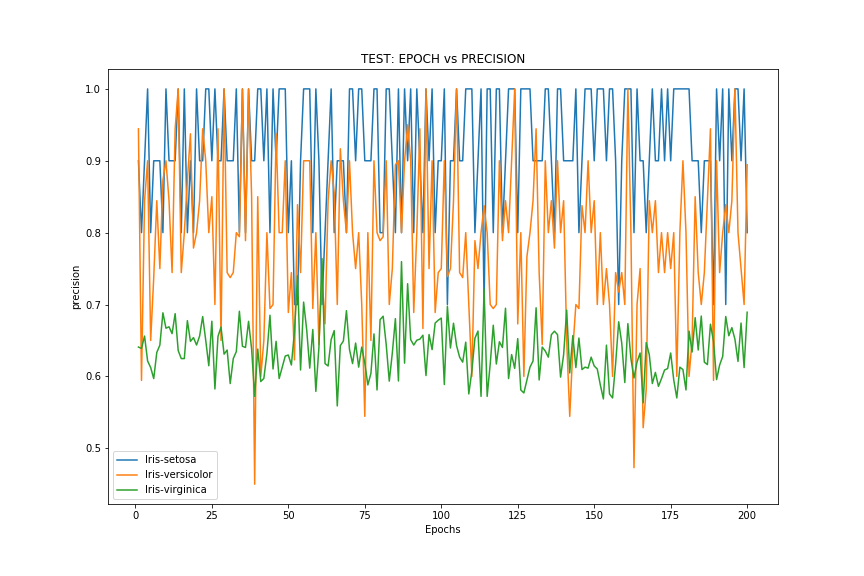 TEST: EPOCH vs PRECISION
precision
1.0
0.9
0.8
0.7
0.6
0.5
Iris-setosa
Iris-versicolor
Iris-virginica
0 25 50 75 100 125 150 175 200
Epochs